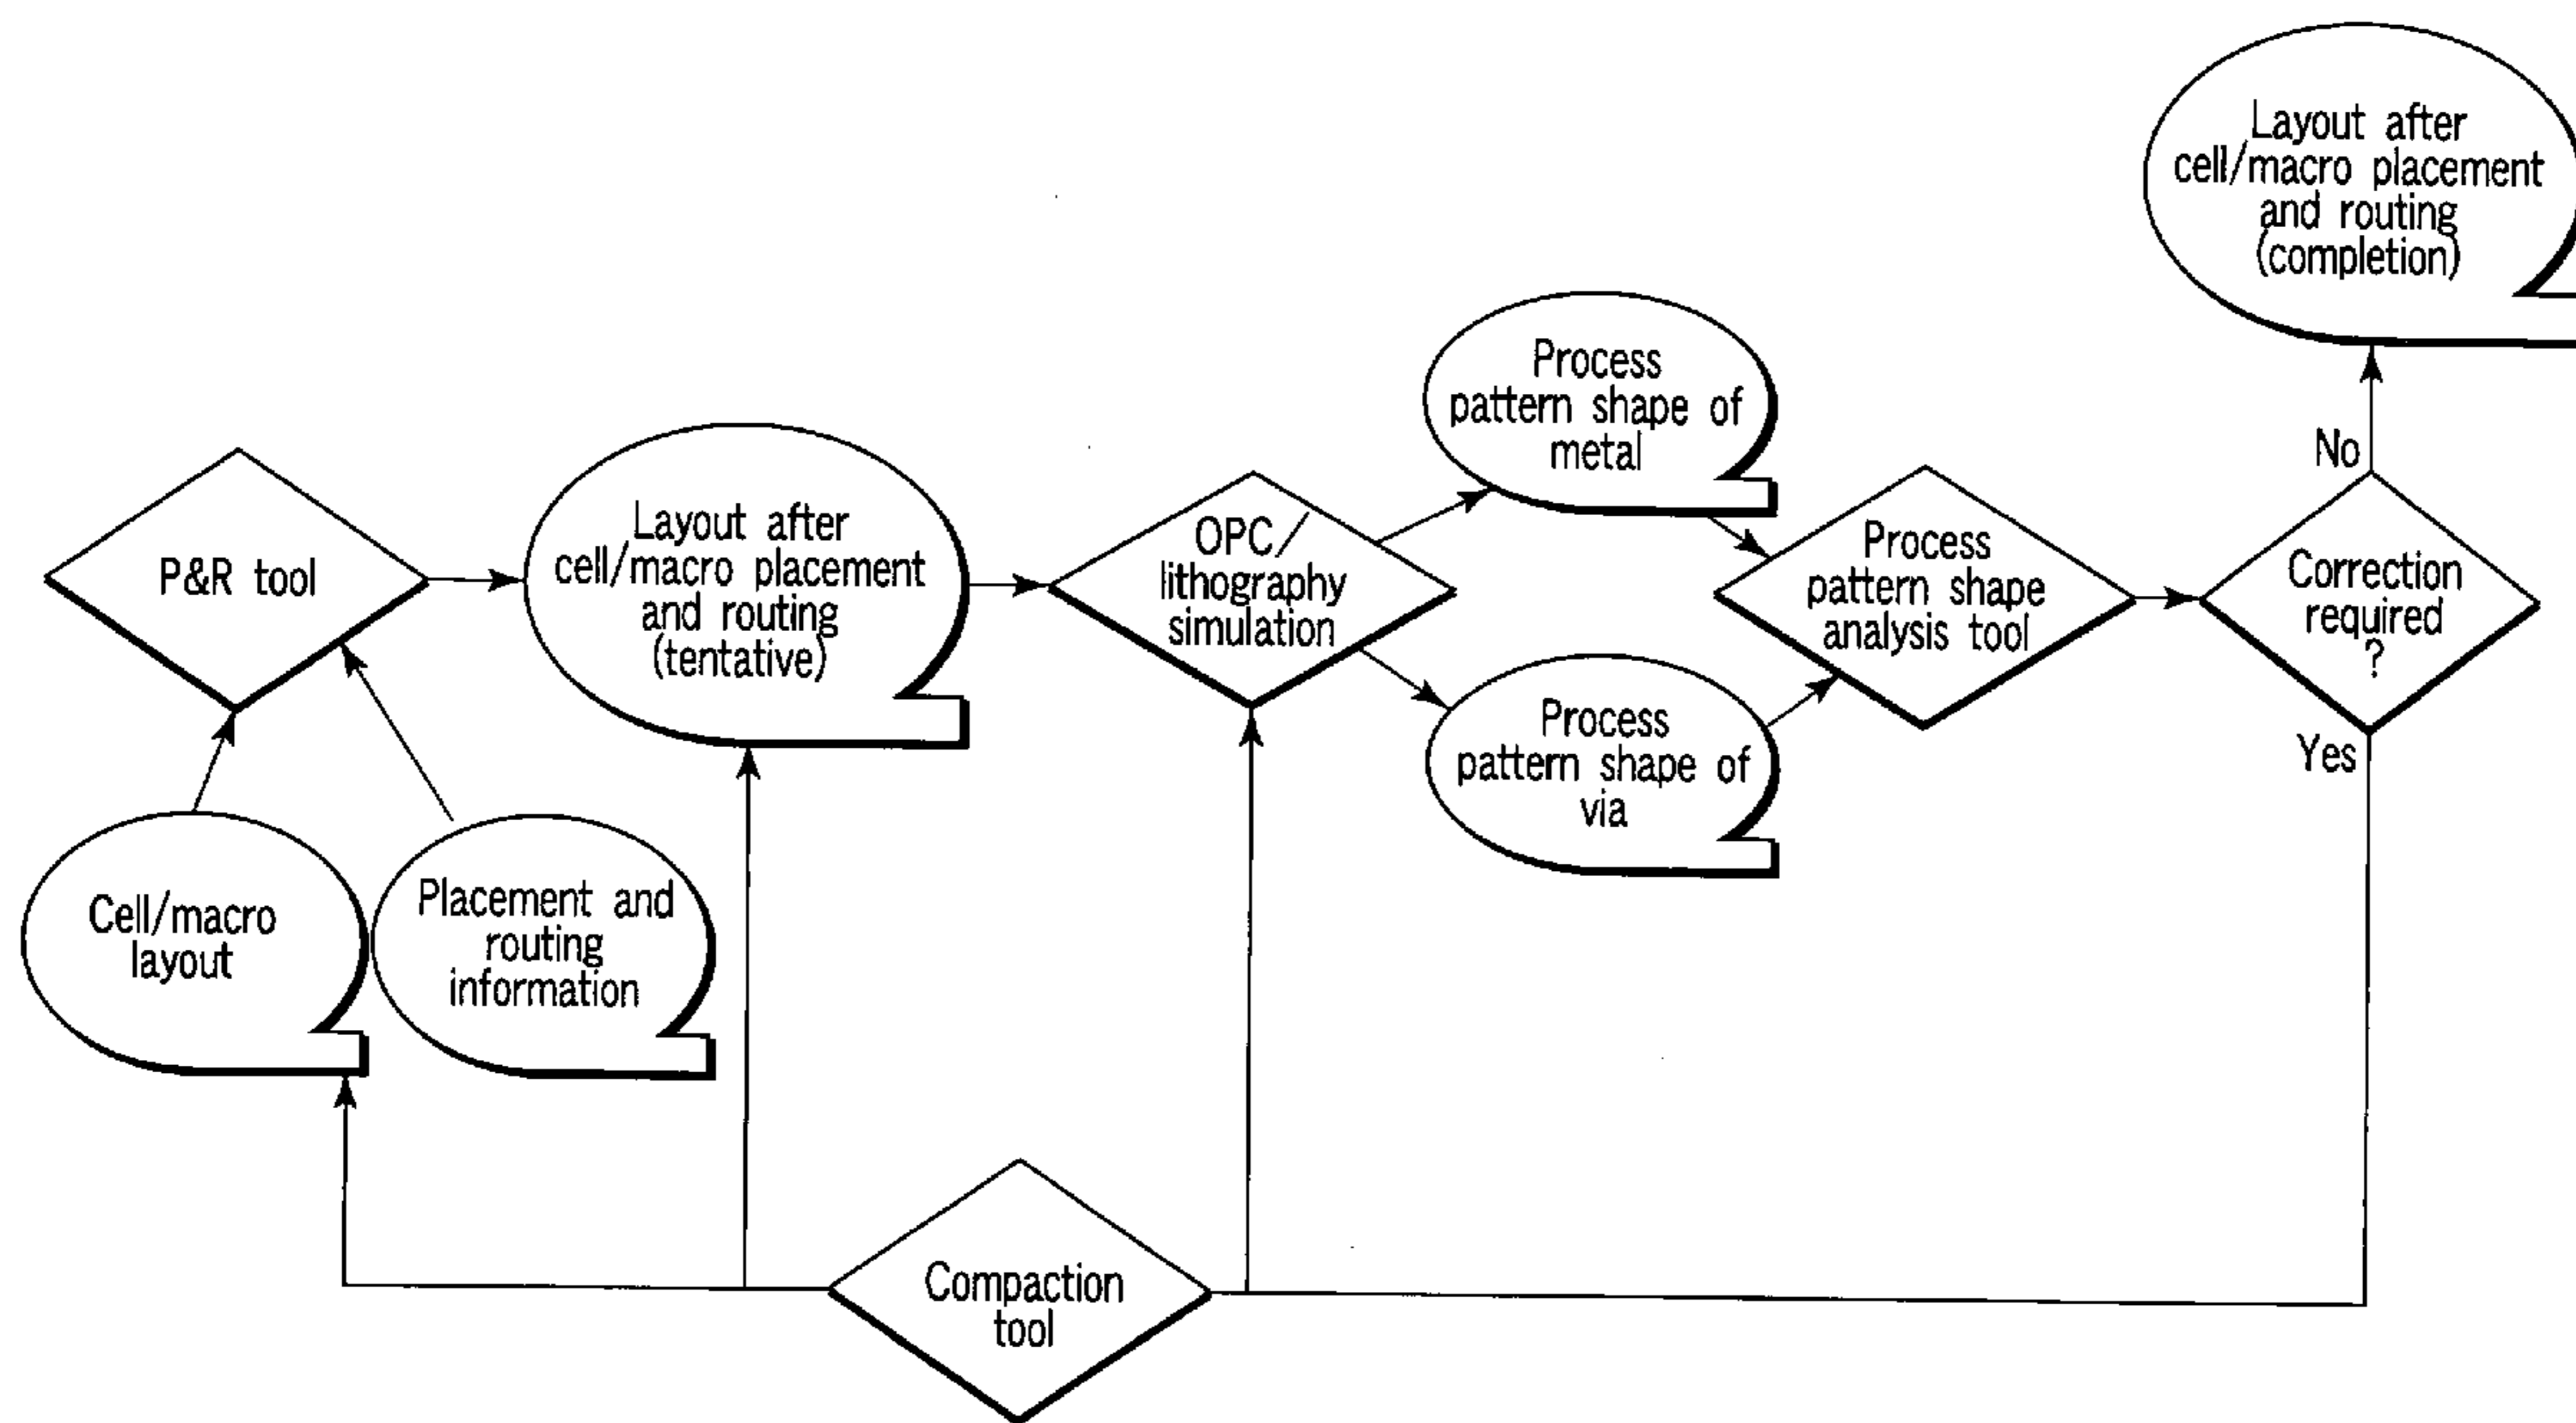 Layout after
cell/macro placement
and routing
(completion)
Process
pattern shape of
metal
No
P&R tool
Layout after
cell/macro placement
and routing
(tentative)
OPC/
lithography
simulation
Process
pattern shape
analysis tool
Correction
required
?
Process
pattern shape of
via
Yes
Cell/macro
layout
Placement and
routing
information
Compaction
tool